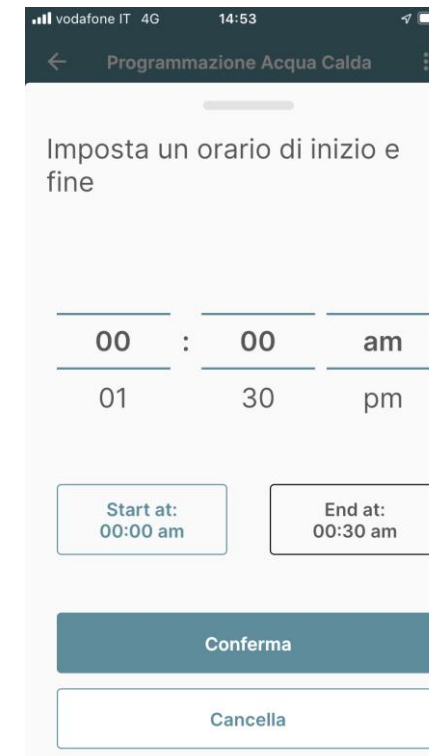 vodafone IT 4G 14:53
Programmazione Acqua Calda
Imposta un orario di inizio e
fine
00 : 00 am
01 30 pm
Start at:
00:00 am
End at:
00:30 am
Conferma
Cancella